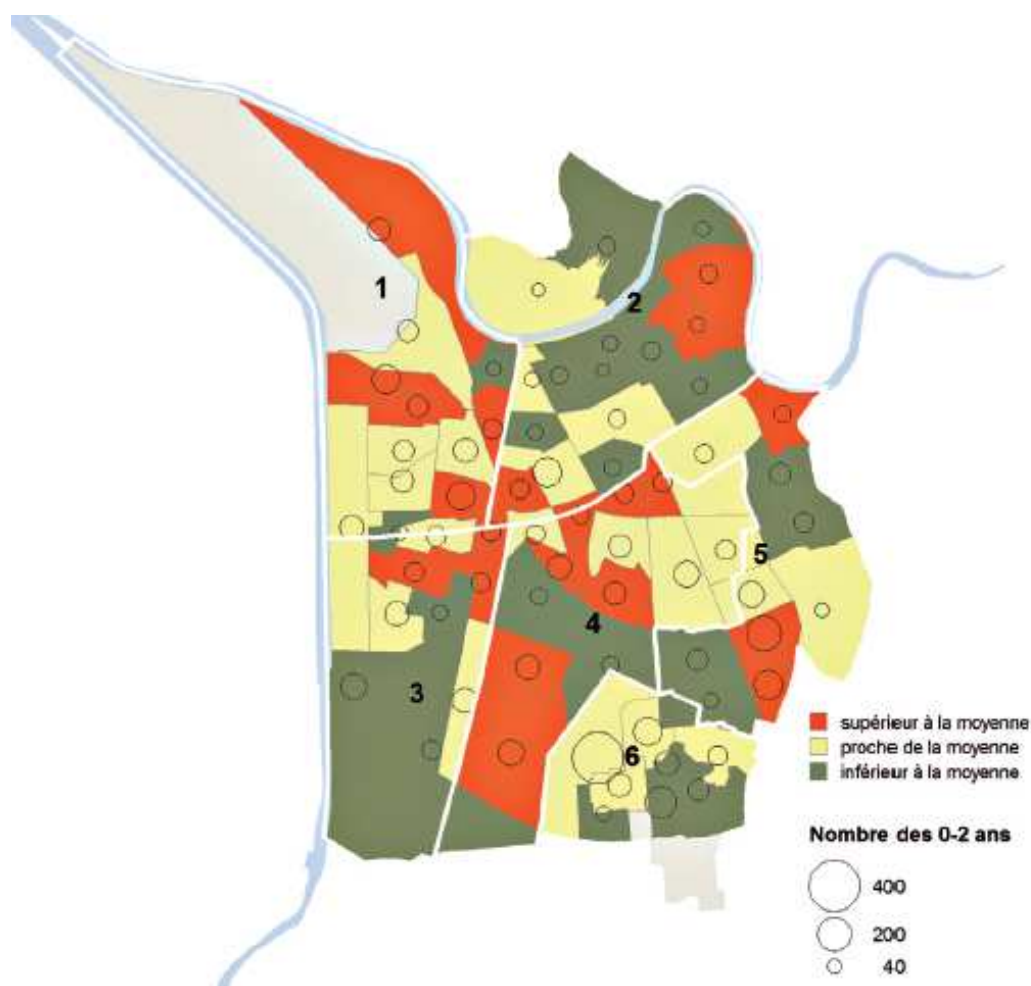 1
2
3
4
5
6
supérieur à la moyenne
proche de la moyenne
inférieur à la moyenne
Nombre des 0-2 ans
400
200
40